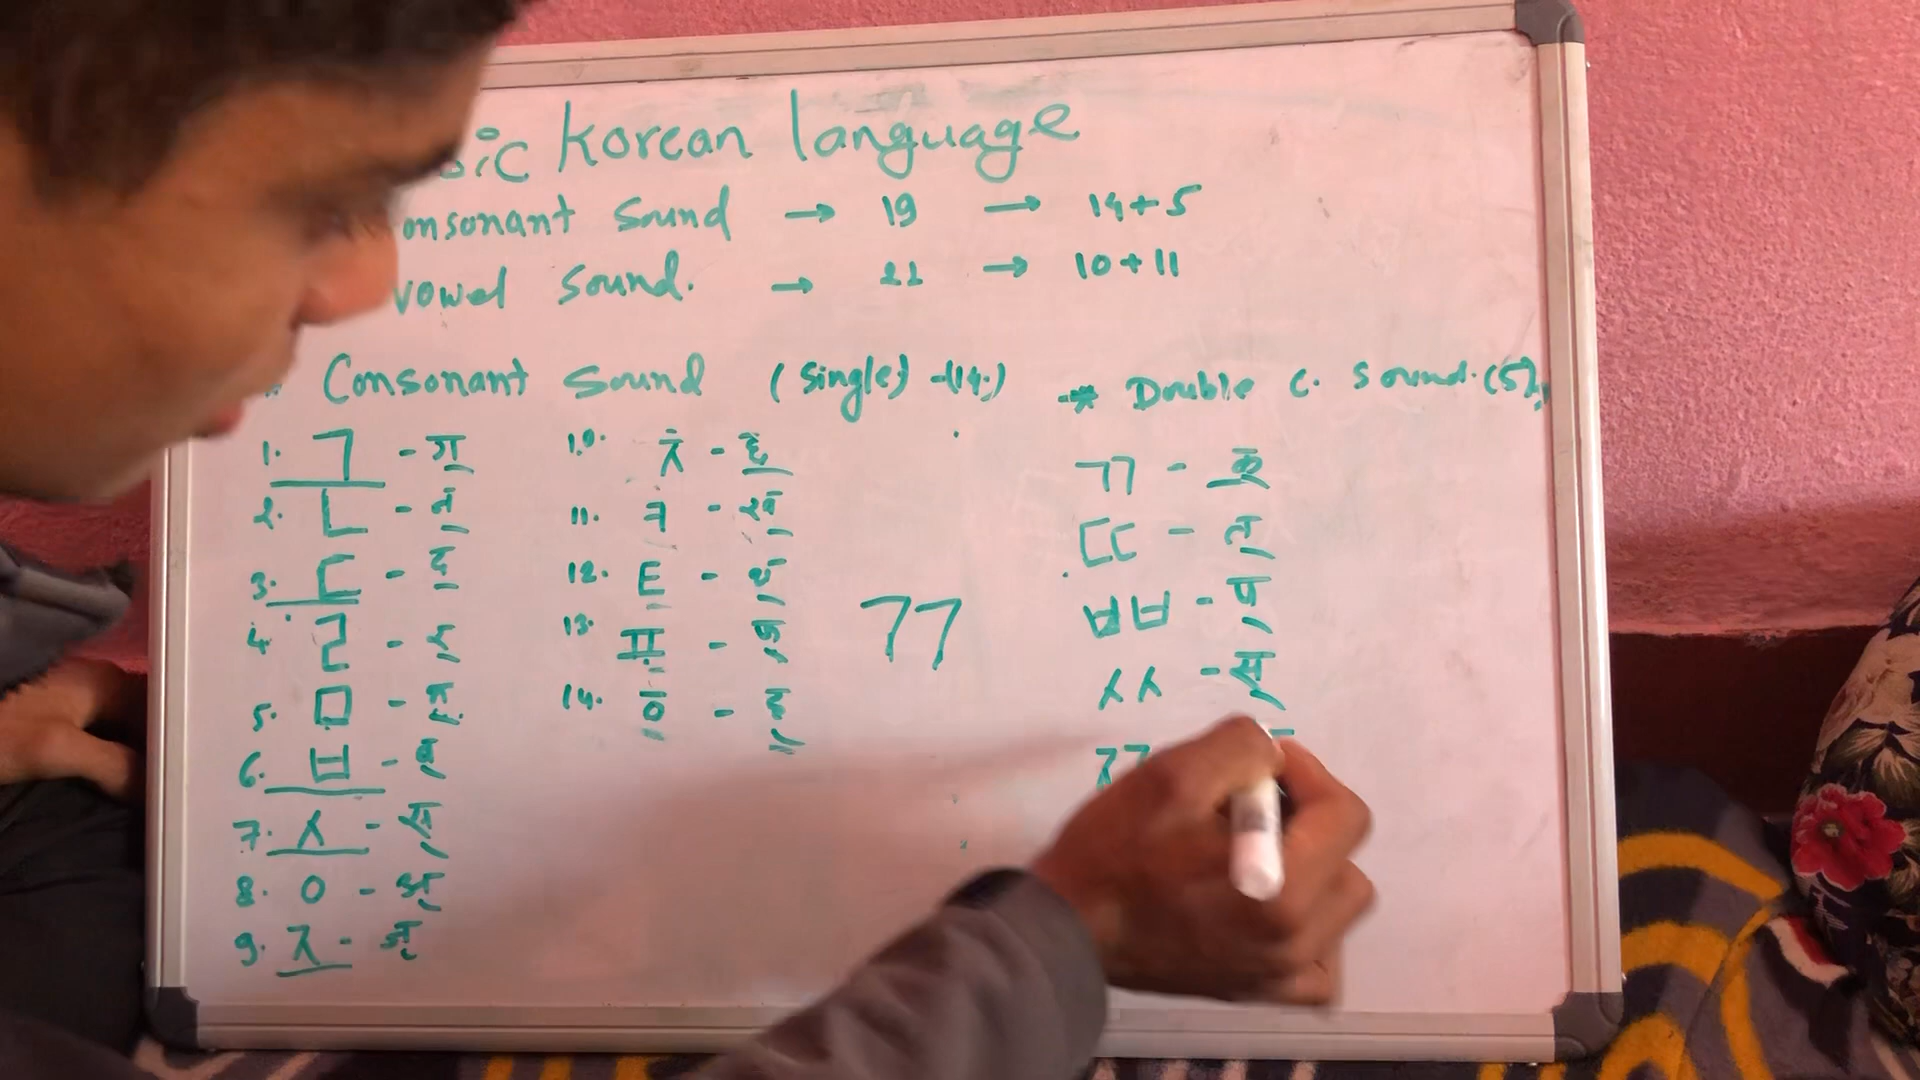 Korean language
onsonant Sound → 19 → 14+5
vowel Sound. → 21 → 10+11
Consonant Sound (Single) -(14.)
1. ㄱ - ग्
2. ㄴ - न्
3. ㄷ - द्
4. ㄹ - र्
5. ㅁ - म्
6. ㅂ - ब्
7. ㅅ - स्
8. ㅇ - अ्
9. ㅈ - ज्
10. ㅊ - छ्
11. ㅋ - ख्
12. ㅌ - थ्
13. ㅍ - फ्
14. ㅎ - ह्
ㄲ
* Double C. Sound. (5)
ㄲ - क्
ㄸ - त्
ㅃ - प्
ㅆ - स्
ㅉ